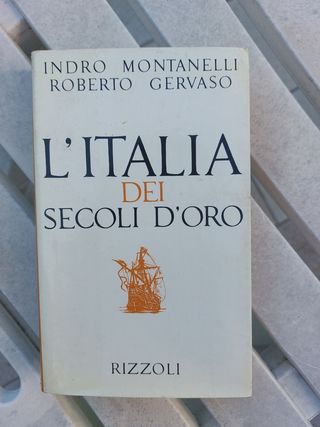 INDRO MONTANELLI
ROBERTO GERVASO
L'ITALIA
DEI
SECOLI D'ORO
RIZZOLI